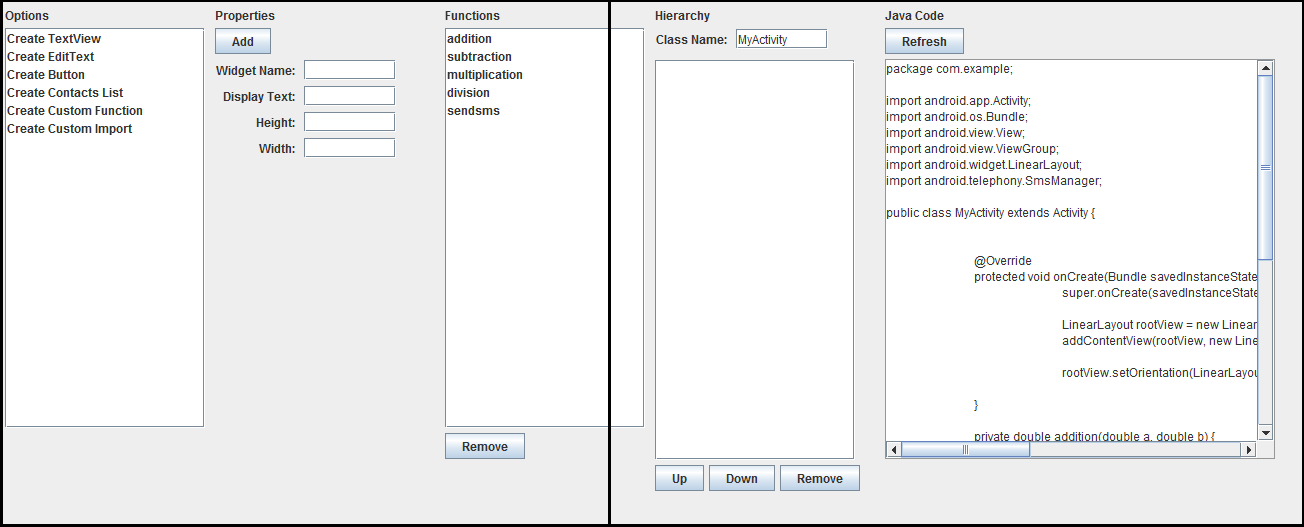 Options
Create TextView
Create EditText
Create Button
Create Contacts List
Create Custom Function
Create Custom Import
Properties
Add
Widget Name:
Display Text:
Height:
Width:
Functions
addition
subtraction
multiplication
division
sendsms
Remove
Hierarchy
Class Name: MyActivity
Up Down Remove
Java Code
Refresh
package com.example;
import android.app.Activity;
import android.os.Bundle;
import android.view.View;
import android.view.ViewGroup;
import android.widget.LinearLayout;
import android.telephony.SmsManager;
public class MyActivity extends Activity {
@Override
protected void onCreate(Bundle savedInstanceState
super.onCreate(savedInstanceState
LinearLayout rootView = new Linear
addContentView(rootView, new Line
rootView.setOrientation(LinearLayou
}
private double addition(double a, double b) {